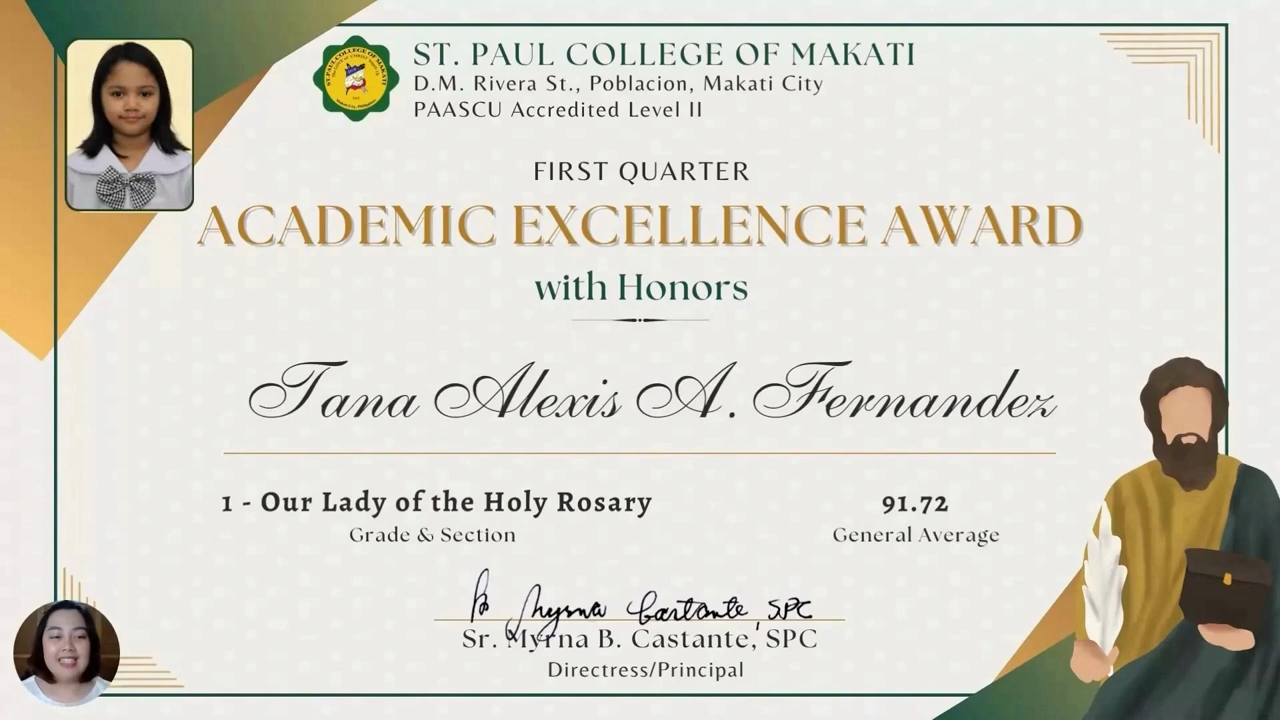 ST. PAUL COLLEGE OF MAKATI
D.M. Rivera St., Poblacion, Makati City
PAASCU Accredited Level II
FIRST QUARTER
ACADEMIC EXCELLENCE AWARD
with Honors
Tana Alexis A. Fernandez
1 - Our Lady of the Holy Rosary
Grade & Section
91.72
General Average
Sr. Myrna B. Castante, SPC
Directress/Principal